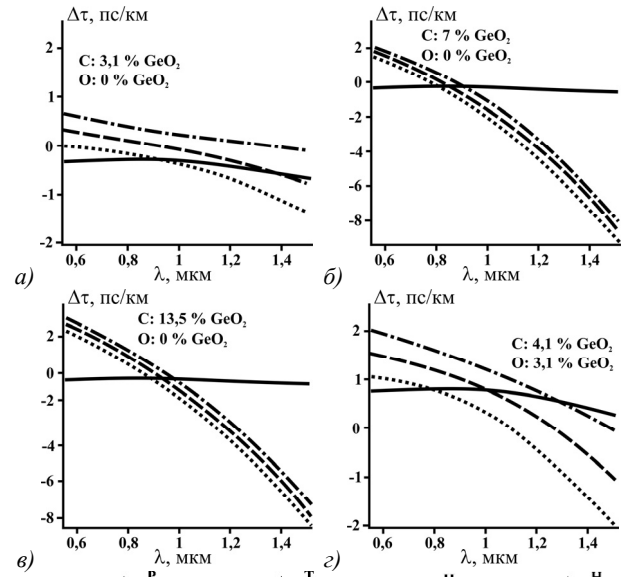 Δτ, пс/км
C: 3,1 % GeO₂
O: 0 % GeO₂
1
0
-1
-2
0,6 0,8 1 1,2 1,4
а) λ, мкм
Δτ, пс/км
C: 7 % GeO₂
O: 0 % GeO₂
2
0
-2
-4
-6
-8
0,6 0,8 1 1,2 1,4
б) λ, мкм
Δτ, пс/км
C: 13,5 % GeO₂
O: 0 % GeO₂
2
0
-2
-4
-6
-8
0,6 0,8 1 1,2 1,4
в) λ, мкм
Δτ, пс/км
C: 4,1 % GeO₂
O: 3,1 % GeO₂
2
1
0
-1
-2
0,6 0,8 1 1,2 1,4
г) λ, мкм